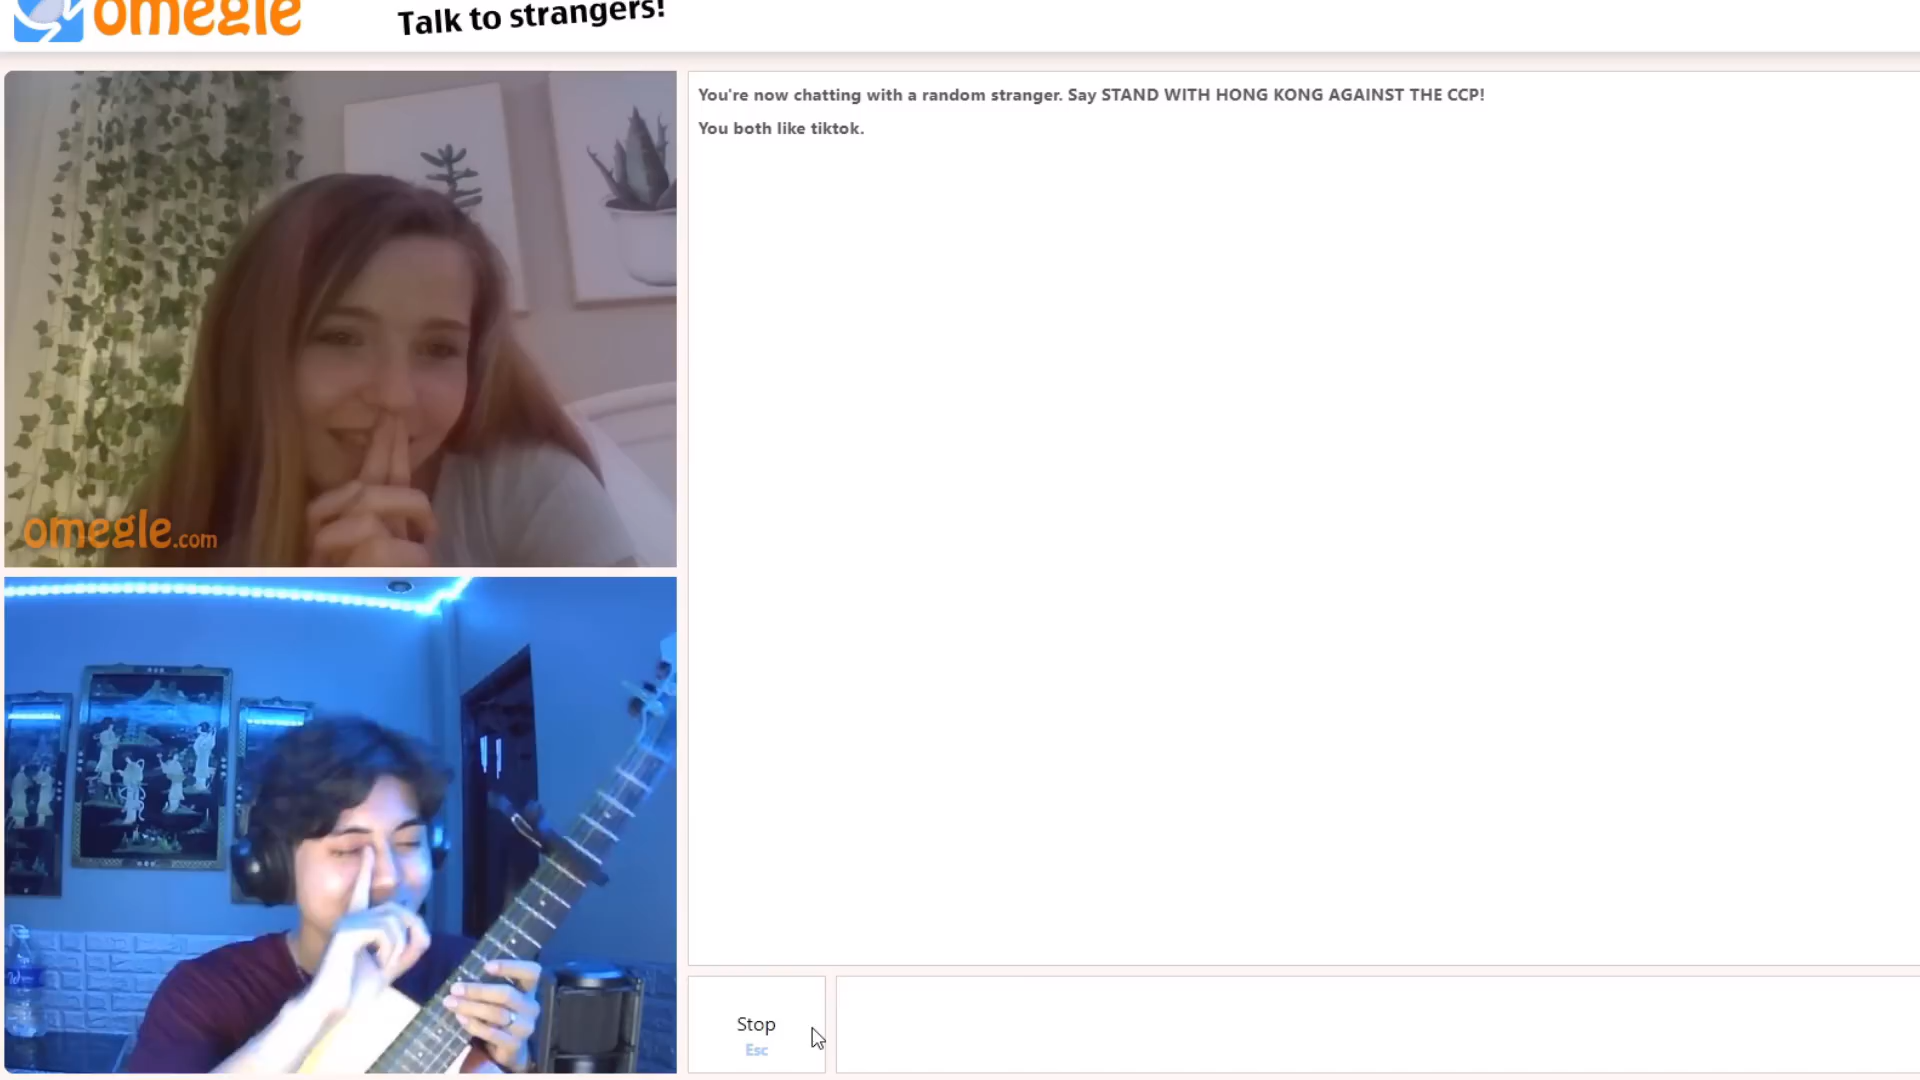 omegle
Talk to strangers!
You're now chatting with a random stranger. Say STAND WITH HONG KONG AGAINST THE CCP!
You both like tiktok.
omegle.com
Stop
Esc